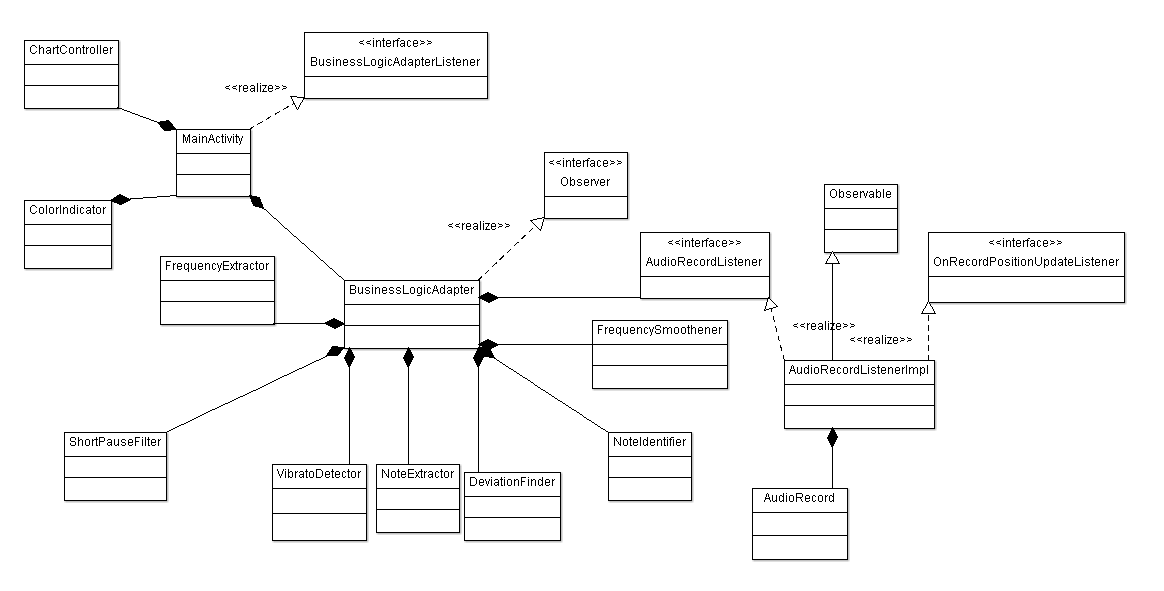 <<interface>>
BusinessLogicAdapterListener
ChartController
<<realize>>
MainActivity
<<interface>>
Observer
Observable
ColorIndicator
<<realize>>
<<interface>>
AudioRecordListener
<<interface>>
OnRecordPositionUpdateListener
FrequencyExtractor
BusinessLogicAdapter
FrequencySmoothener
<<realize>>
<<realize>>
AudioRecordListenerImpl
ShortPauseFilter
NoteIdentifier
VibratoDetector
NoteExtractor
DeviationFinder
AudioRecord